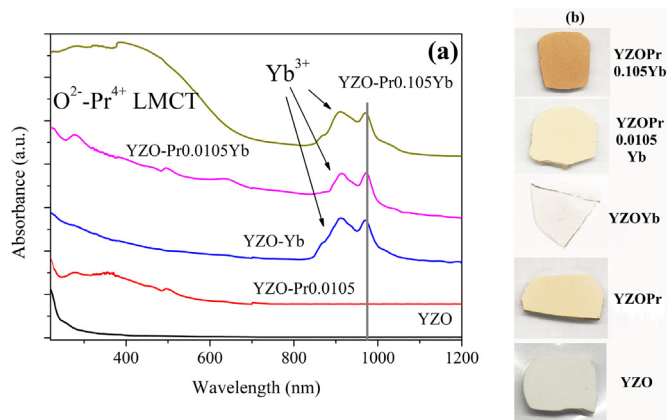 (a)
Yb3+
YZO-Pr0.105Yb
O2--Pr4+ LMCT
YZO-Pr0.0105Yb
YZO-Yb
YZO-Pr0.0105
YZO
Absorbance (a.u.)
400
600
800
1000
1200
Wavelength (nm)
(b)
YZOPr
0.105Yb
YZOPr
0.0105
Yb
YZOYb
YZOPr
YZO